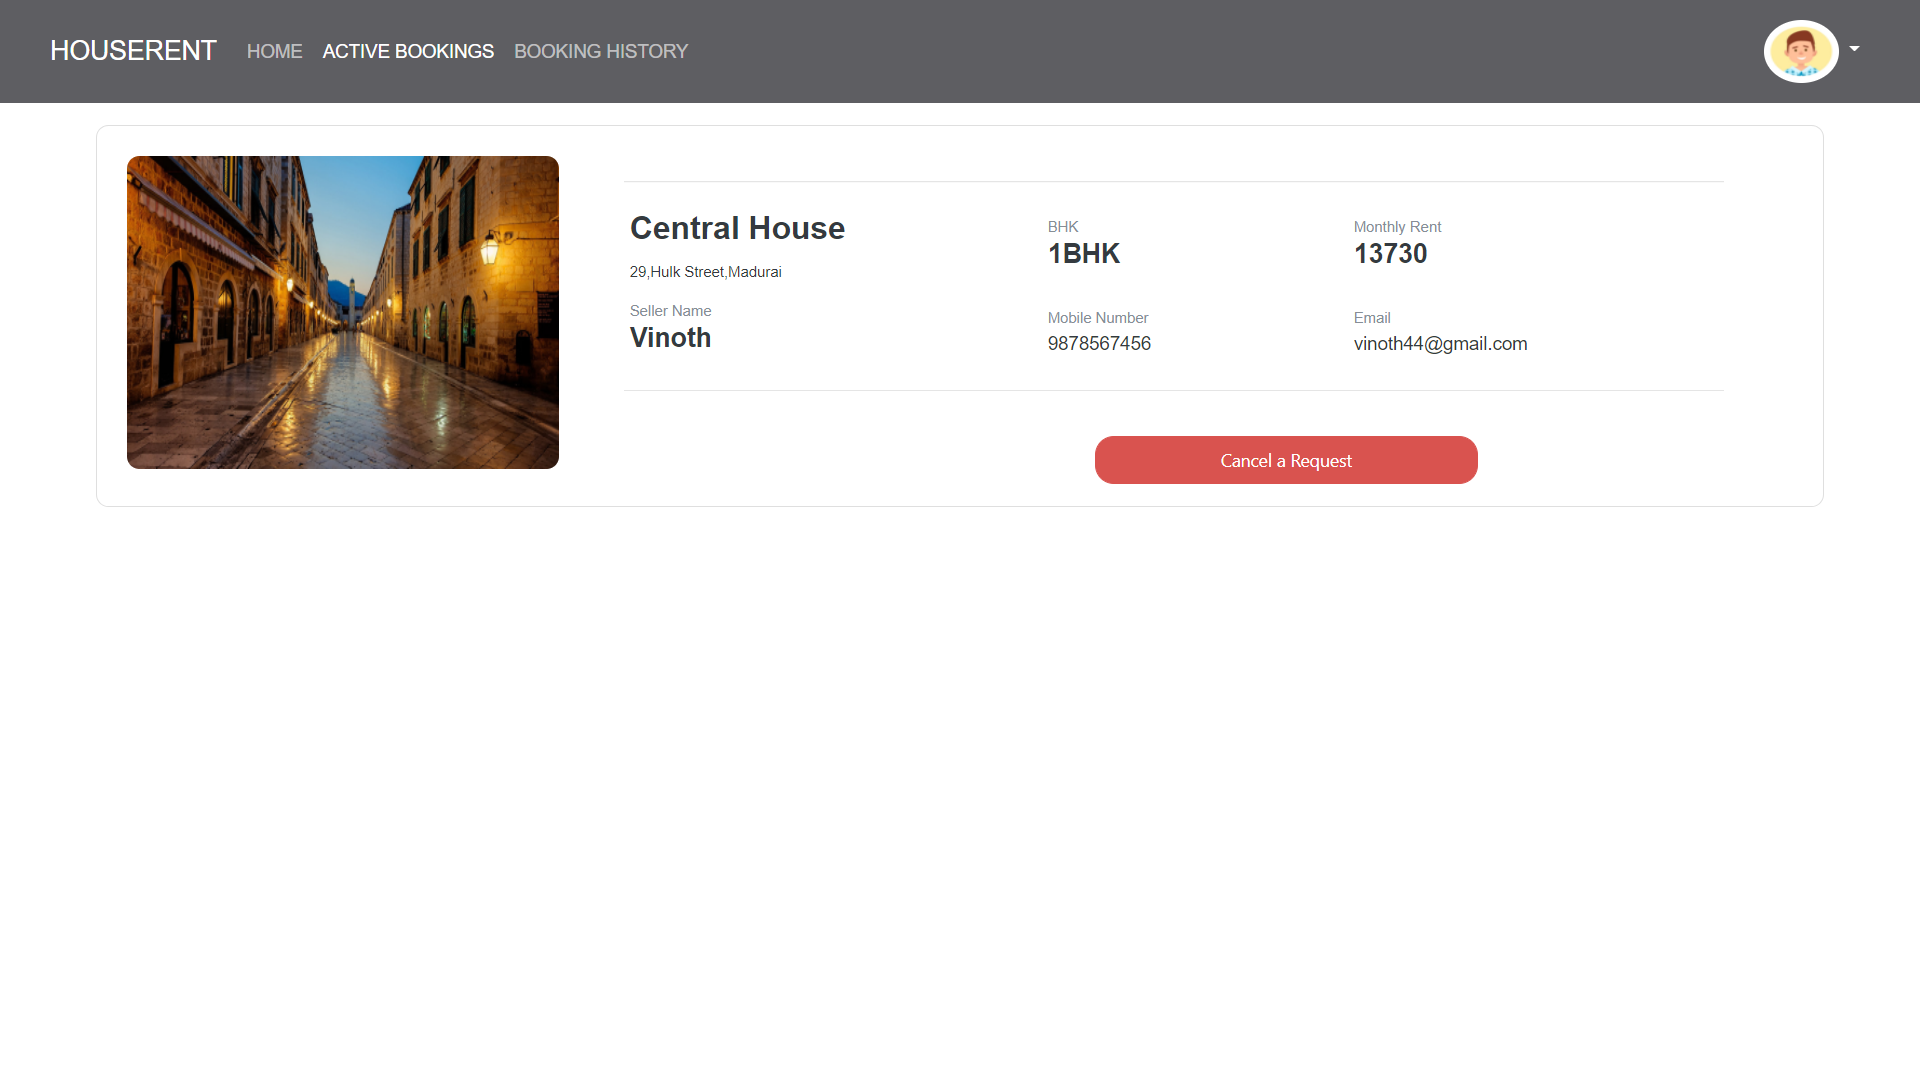 HOUSERENT HOME ACTIVE BOOKINGS BOOKING HISTORY
Central House
29,Hulk Street,Madurai
Seller Name
Vinoth
BHK
1BHK
Monthly Rent
13730
Mobile Number
9878567456
Email
vinoth44@gmail.com
Cancel a Request